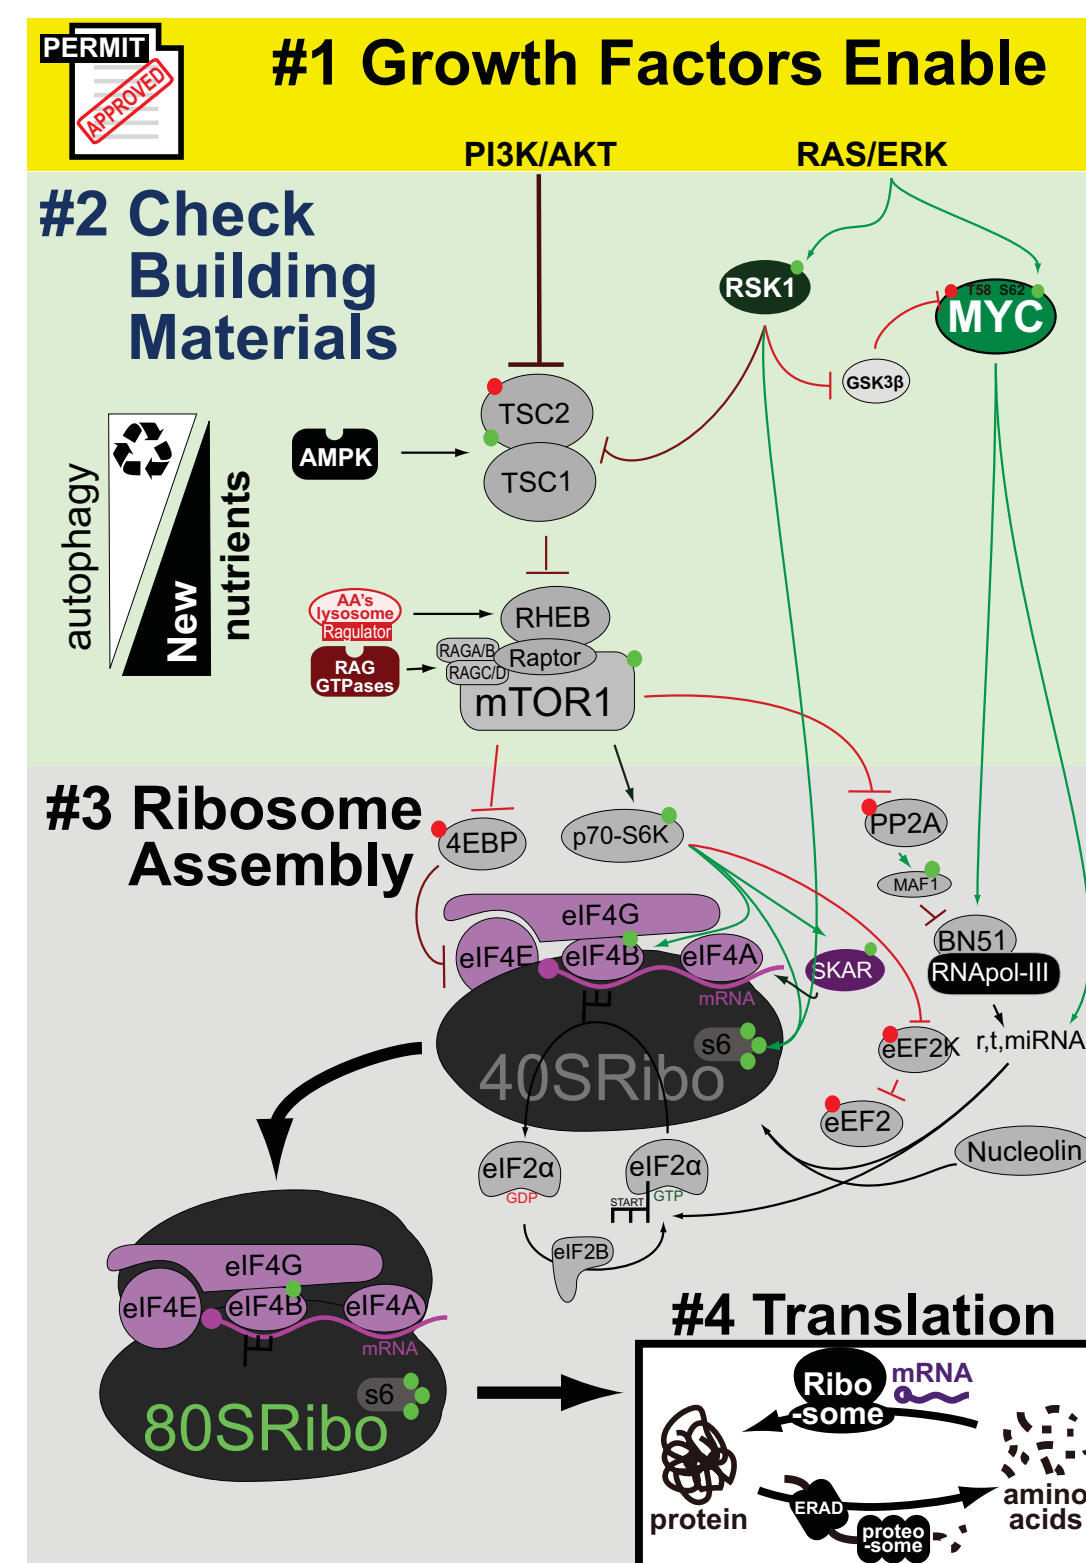 PERMIT
APPROVED
#1 Growth Factors Enable
PI3K/AKT
RAS/ERK
#2 Check
Building
Materials
RSK1
T58 S62
MYC
GSK3β
TSC2
TSC1
AMPK
autophagy
New
nutrients
AA's
lysosome
Ragulator
RAG
GTPases
RHEB
RAGA/B
Raptor
RAGC/D
mTOR1
#3 Ribosome
Assembly
4EBP
p70-S6K
PP2A
MAF1
eIF4G
eIF4E
eIF4B
eIF4A
mRNA
SKAR
BN51
RNApol-III
s6
40SRibo
eEF2K
r,t,miRNA
eEF2
Nucleolin
eIF2α
GDP
eIF2α
GTP
START
eIF2B
eIF4G
eIF4E
eIF4B
eIF4A
mRNA
s6
80SRibo
#4 Translation
Ribo
-some
mRNA
protein
amino
acids
ERAD
proteo
-some